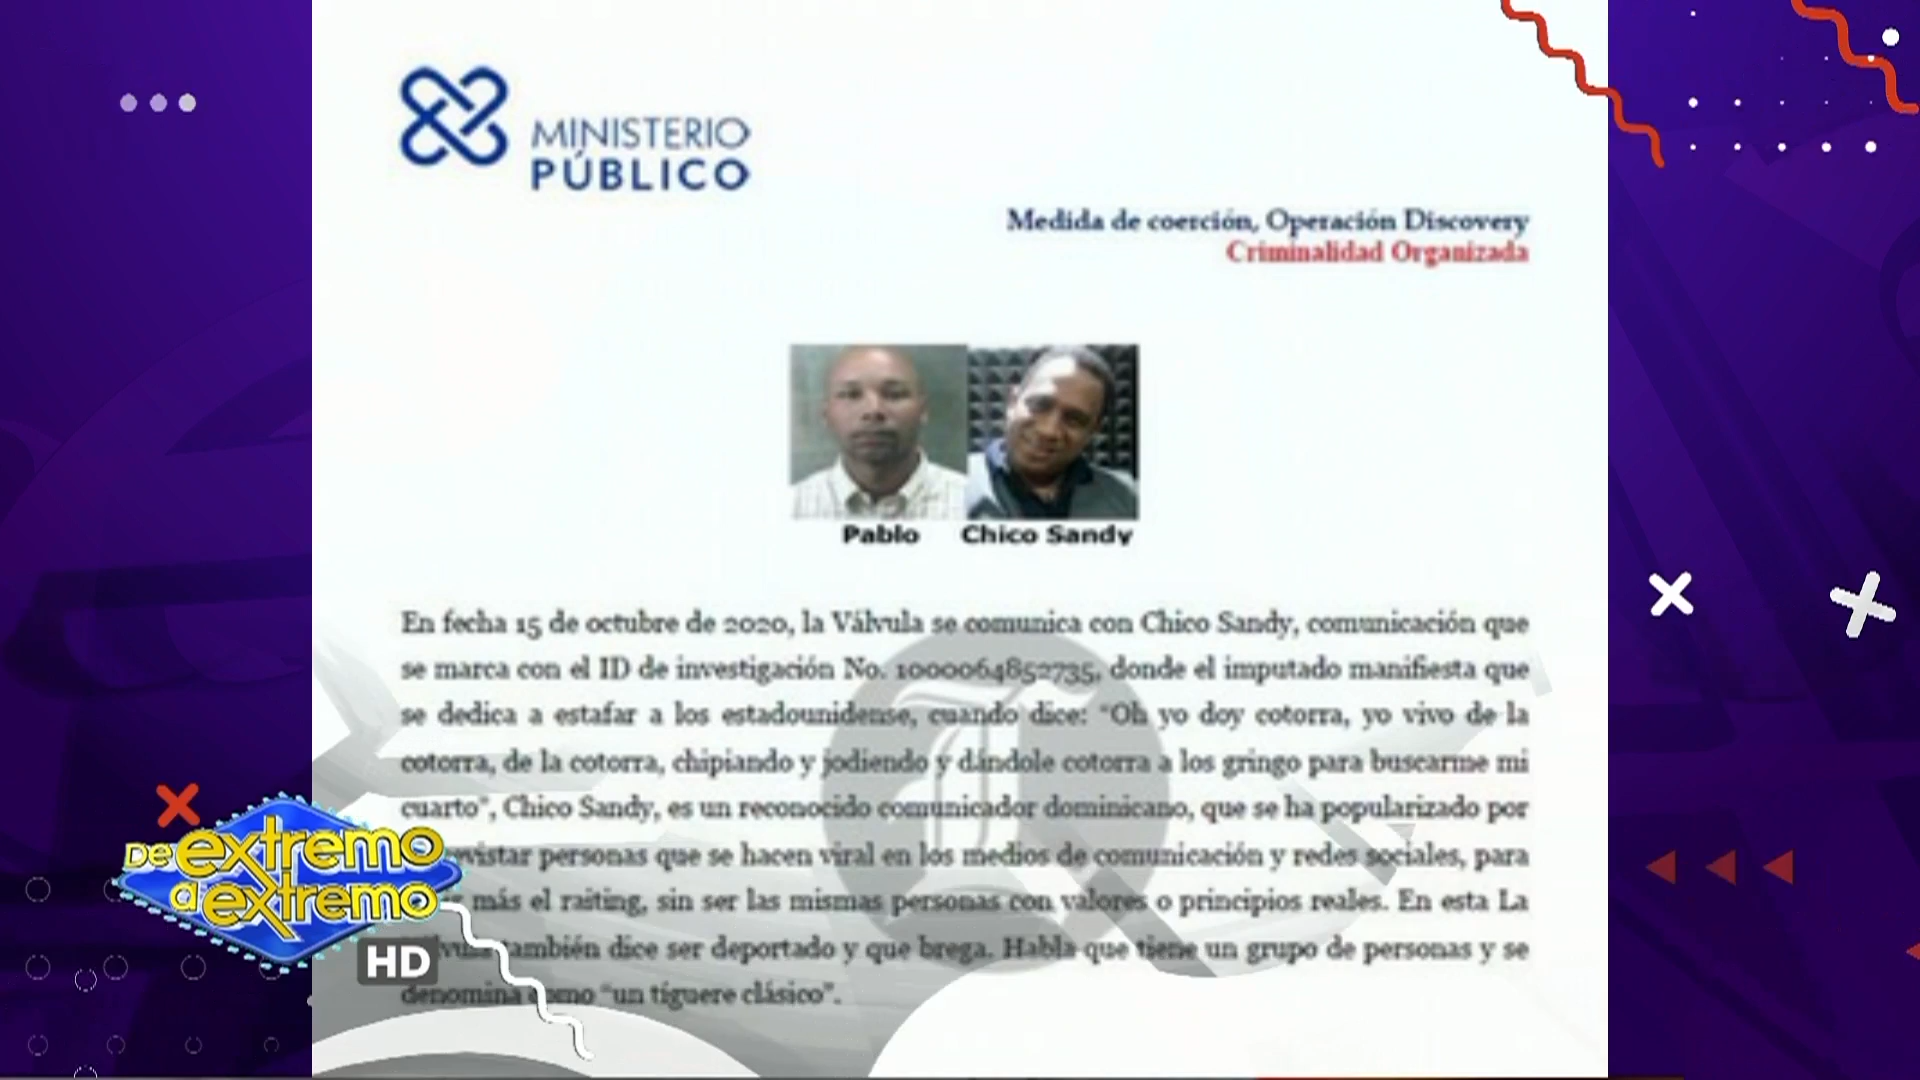 MINISTERIO
PÚBLICO
Medida de coerción, Operación Discovery
Criminalidad Organizada
Pablo Chico Sandy
En fecha 15 de octubre de 2020, la Válvula se comunica con Chico Sandy, comunicación que
se marca con el ID de investigación No. 1000064852735, donde el imputado manifiesta que
se dedica a estafar a los estadounidense, cuando dice: “Oh yo doy cotorra, yo vivo de la
cotorra, de la cotorra, chipiando y jodiendo y dándole cotorra a los gringo para buscarme mi
cuarto”, Chico Sandy, es un reconocido comunicador dominicano, que se ha popularizado por
personas que se hacen viral en los medios de comunicación y redes sociales, para
más el raiting, sin ser las mismas personas con valores o principios reales. En esta La
también dice ser deportado y que brega. Habla que tiene un grupo de personas y se
denomina como “un tíguere clásico”.
De extremo
a extremo
HD